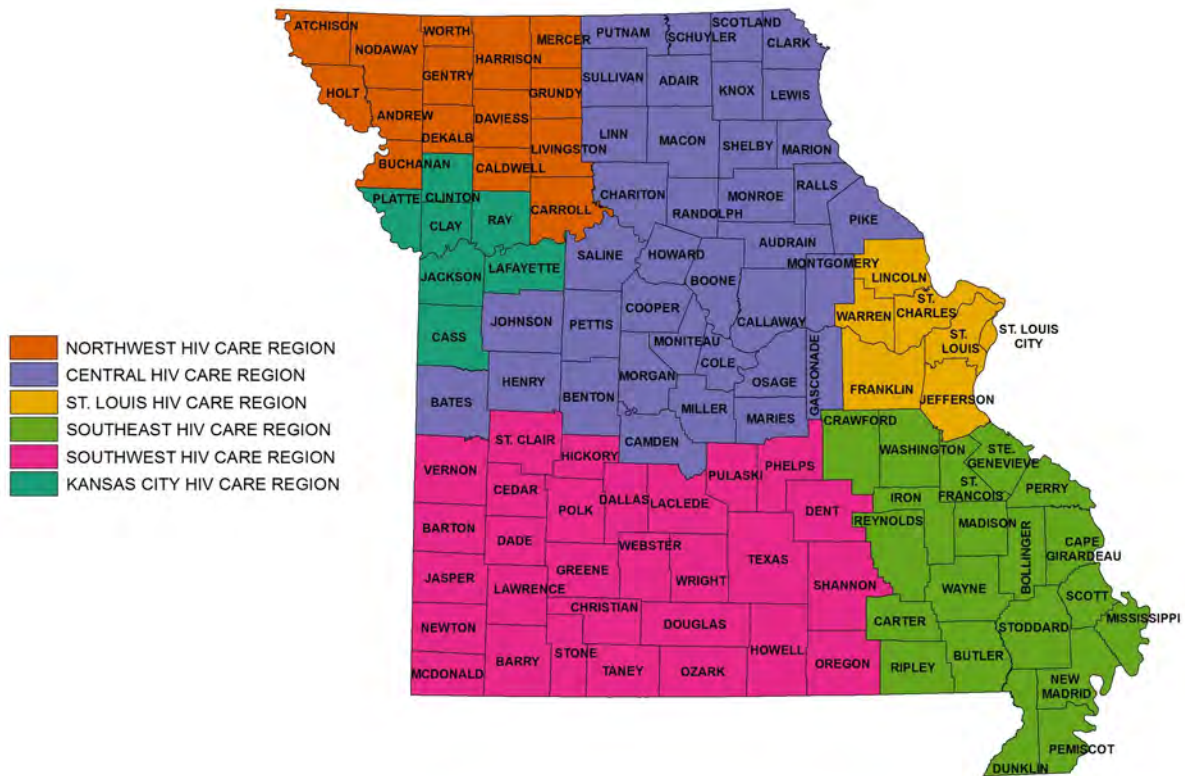 ATCHISON
NODAWAY
WORTH
HARRISON
MERCER
PUTNAM
SCHUYLER
SCOTLAND
CLARK
HOLT
GENTRY
GRUNDY
SULLIVAN
ADAIR
KNOX
LEWIS
ANDREW
DEKALB
DAVIESS
LIVINGSTON
LINN
MACON
SHELBY
MARION
BUCHANAN
CALDWELL
PLATTE
CLINTON
CLAY
RAY
CARROLL
CHARITON
RANDOLPH
MONROE
RALLS
PIKE
AUDRAIN
JACKSON
LAFAYETTE
SALINE
HOWARD
BOONE
MONTGOMERY
LINCOLN
CASS
JOHNSON
PETTIS
COOPER
MONITEAU
CALLAWAY
WARREN
ST.
CHARLES
ST.
LOUIS
ST. LOUIS
CITY
BATES
HENRY
BENTON
MORGAN
COLE
OSAGE
GASCONADE
FRANKLIN
JEFFERSON
MILLER
MARIES
CAMDEN
NORTHWEST HIV CARE REGION
CENTRAL HIV CARE REGION
ST. LOUIS HIV CARE REGION
SOUTHEAST HIV CARE REGION
SOUTHWEST HIV CARE REGION
KANSAS CITY HIV CARE REGION
VERNON
ST. CLAIR
HICKORY
PULASKI
PHELPS
CRAWFORD
WASHINGTON
STE.
GENEVIEVE
CEDAR
POLK
DALLAS
LACLEDE
DENT
IRON
ST.
FRANCOIS
PERRY
BARTON
DADE
WEBSTER
TEXAS
REYNOLDS
MADISON
BOLLINGER
CAPE
GIRARDEAU
JASPER
LAWRENCE
GREENE
WRIGHT
SHANNON
WAYNE
SCOTT
MISSISSIPPI
NEWTON
CHRISTIAN
DOUGLAS
CARTER
STODDARD
MCDONALD
BARRY
STONE
TANEY
OZARK
HOWELL
OREGON
RIPLEY
BUTLER
NEW
MADRID
PEMISCOT
DUNKLIN